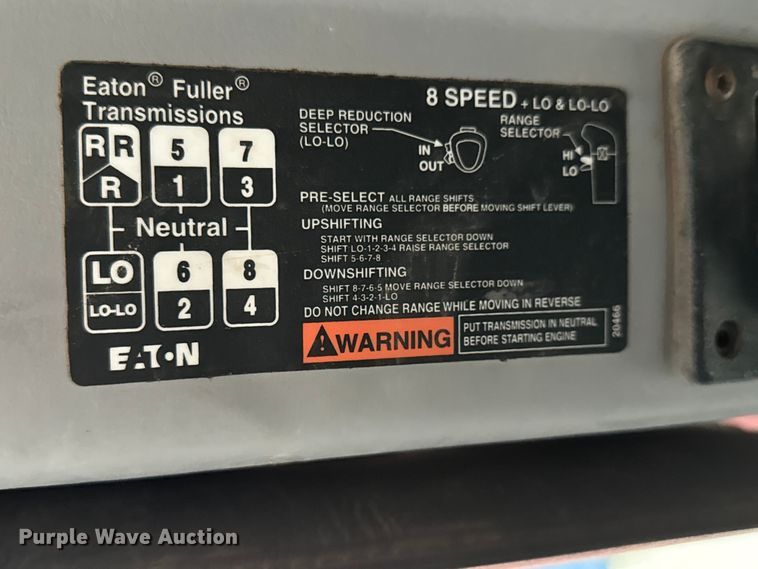 Eaton® Fuller®
Transmissions
8 SPEED + LO & LO-LO
R R
R
5
1
7
3
Neutral
LO
LO-LO
6
2
8
4
EATON
DEEP REDUCTION
SELECTOR
(LO-LO)
IN
OUT
RANGE
SELECTOR
HI
LO
PRE-SELECT ALL RANGE SHIFTS
(MOVE RANGE SELECTOR BEFORE MOVING SHIFT LEVER)
UPSHIFTING
START WITH RANGE SELECTOR DOWN
SHIFT LO-1-2-3-4 RAISE RANGE SELECTOR
SHIFT 5-6-7-8
DOWNSHIFTING
SHIFT 8-7-6-5 MOVE RANGE SELECTOR DOWN
SHIFT 4-3-2-1-LO
DO NOT CHANGE RANGE WHILE MOVING IN REVERSE
WARNING
PUT TRANSMISSION IN NEUTRAL
BEFORE STARTING ENGINE
20466
Purple Wave Auction